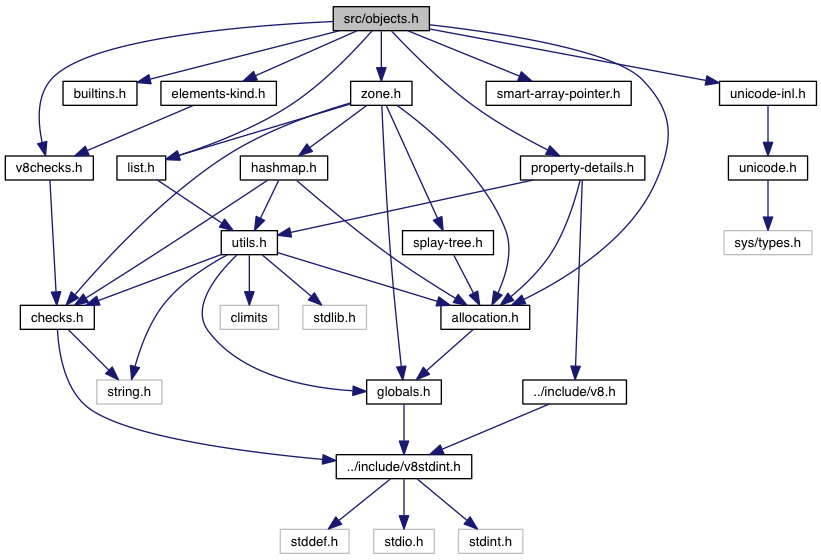 src/objects.h
builtins.h
elements-kind.h
zone.h
smart-array-pointer.h
unicode-inl.h
v8checks.h
list.h
hashmap.h
property-details.h
unicode.h
utils.h
splay-tree.h
sys/types.h
checks.h
climits
stdlib.h
allocation.h
string.h
globals.h
../include/v8.h
../include/v8stdint.h
stddef.h
stdio.h
stdint.h